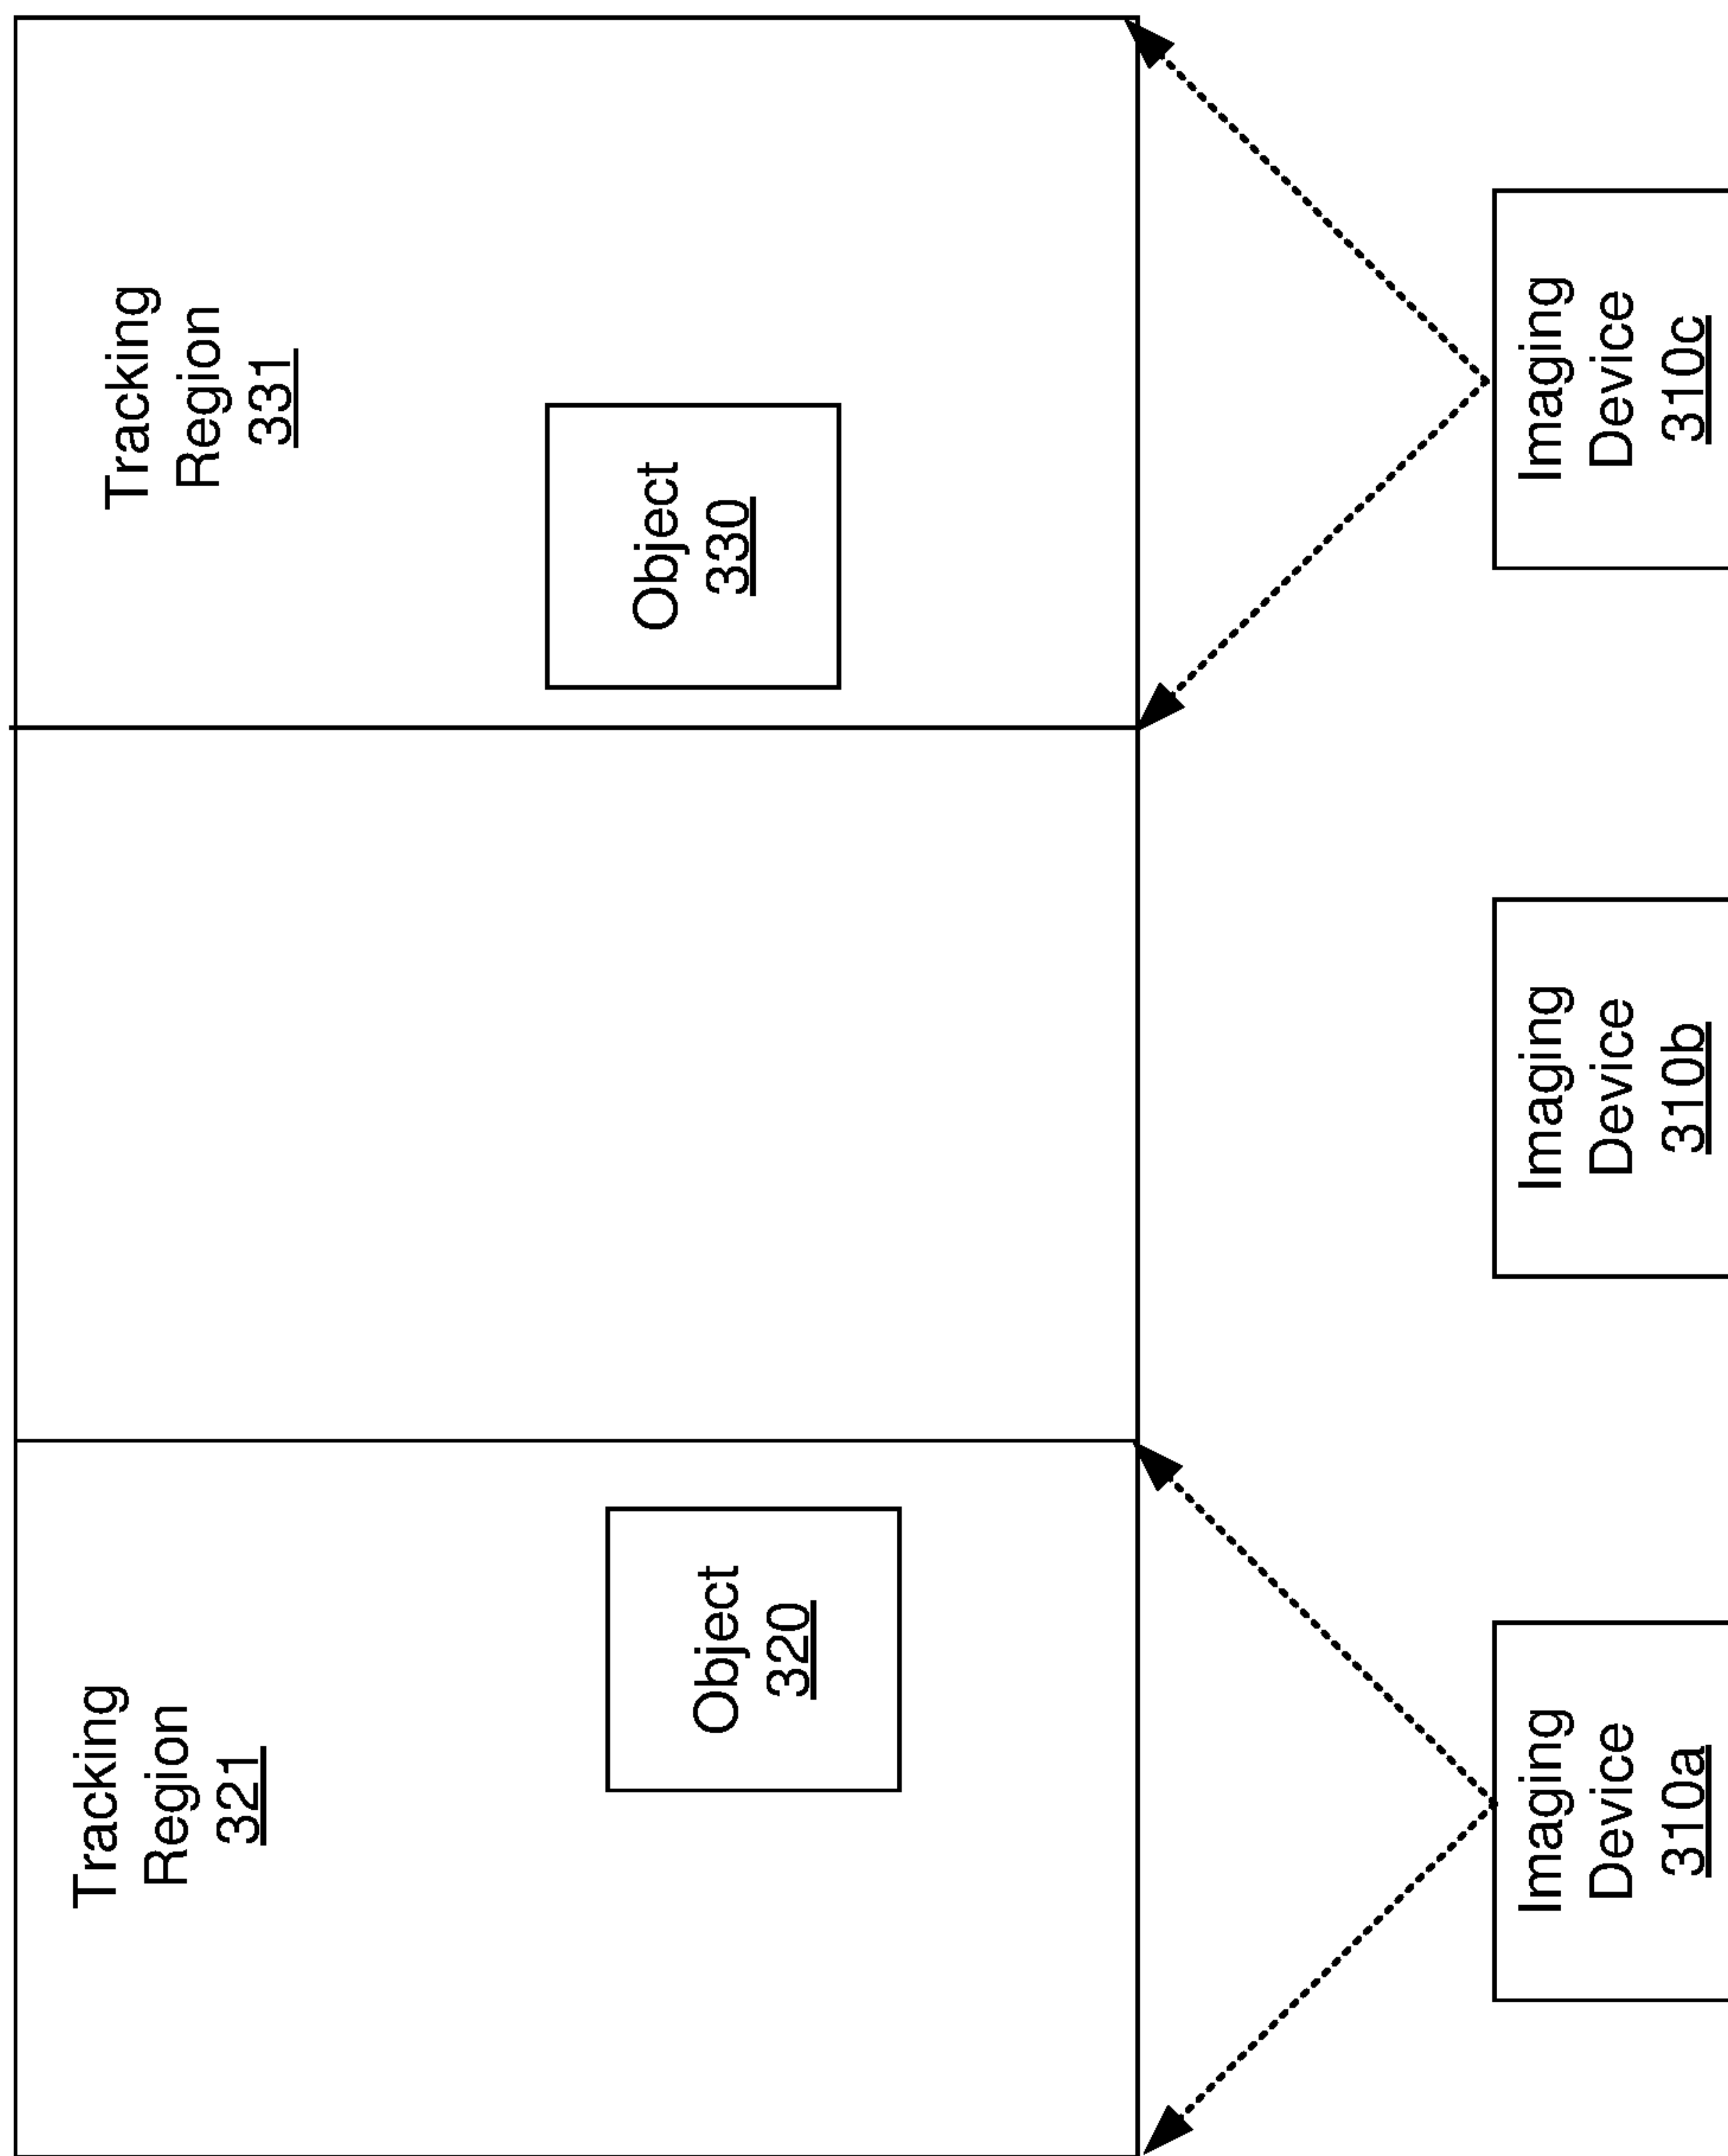 Tracking
Region
321
Tracking
Region
331
Object
320
Object
330
Imaging
Device
310a
Imaging
Device
310b
Imaging
Device
310c